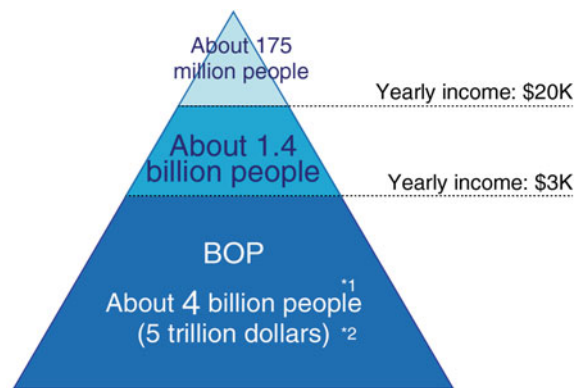 About 175
million people
Yearly income: $20K
About 1.4
billion people
Yearly income: $3K
BOP
About 4 billion people *1
(5 trillion dollars) *2